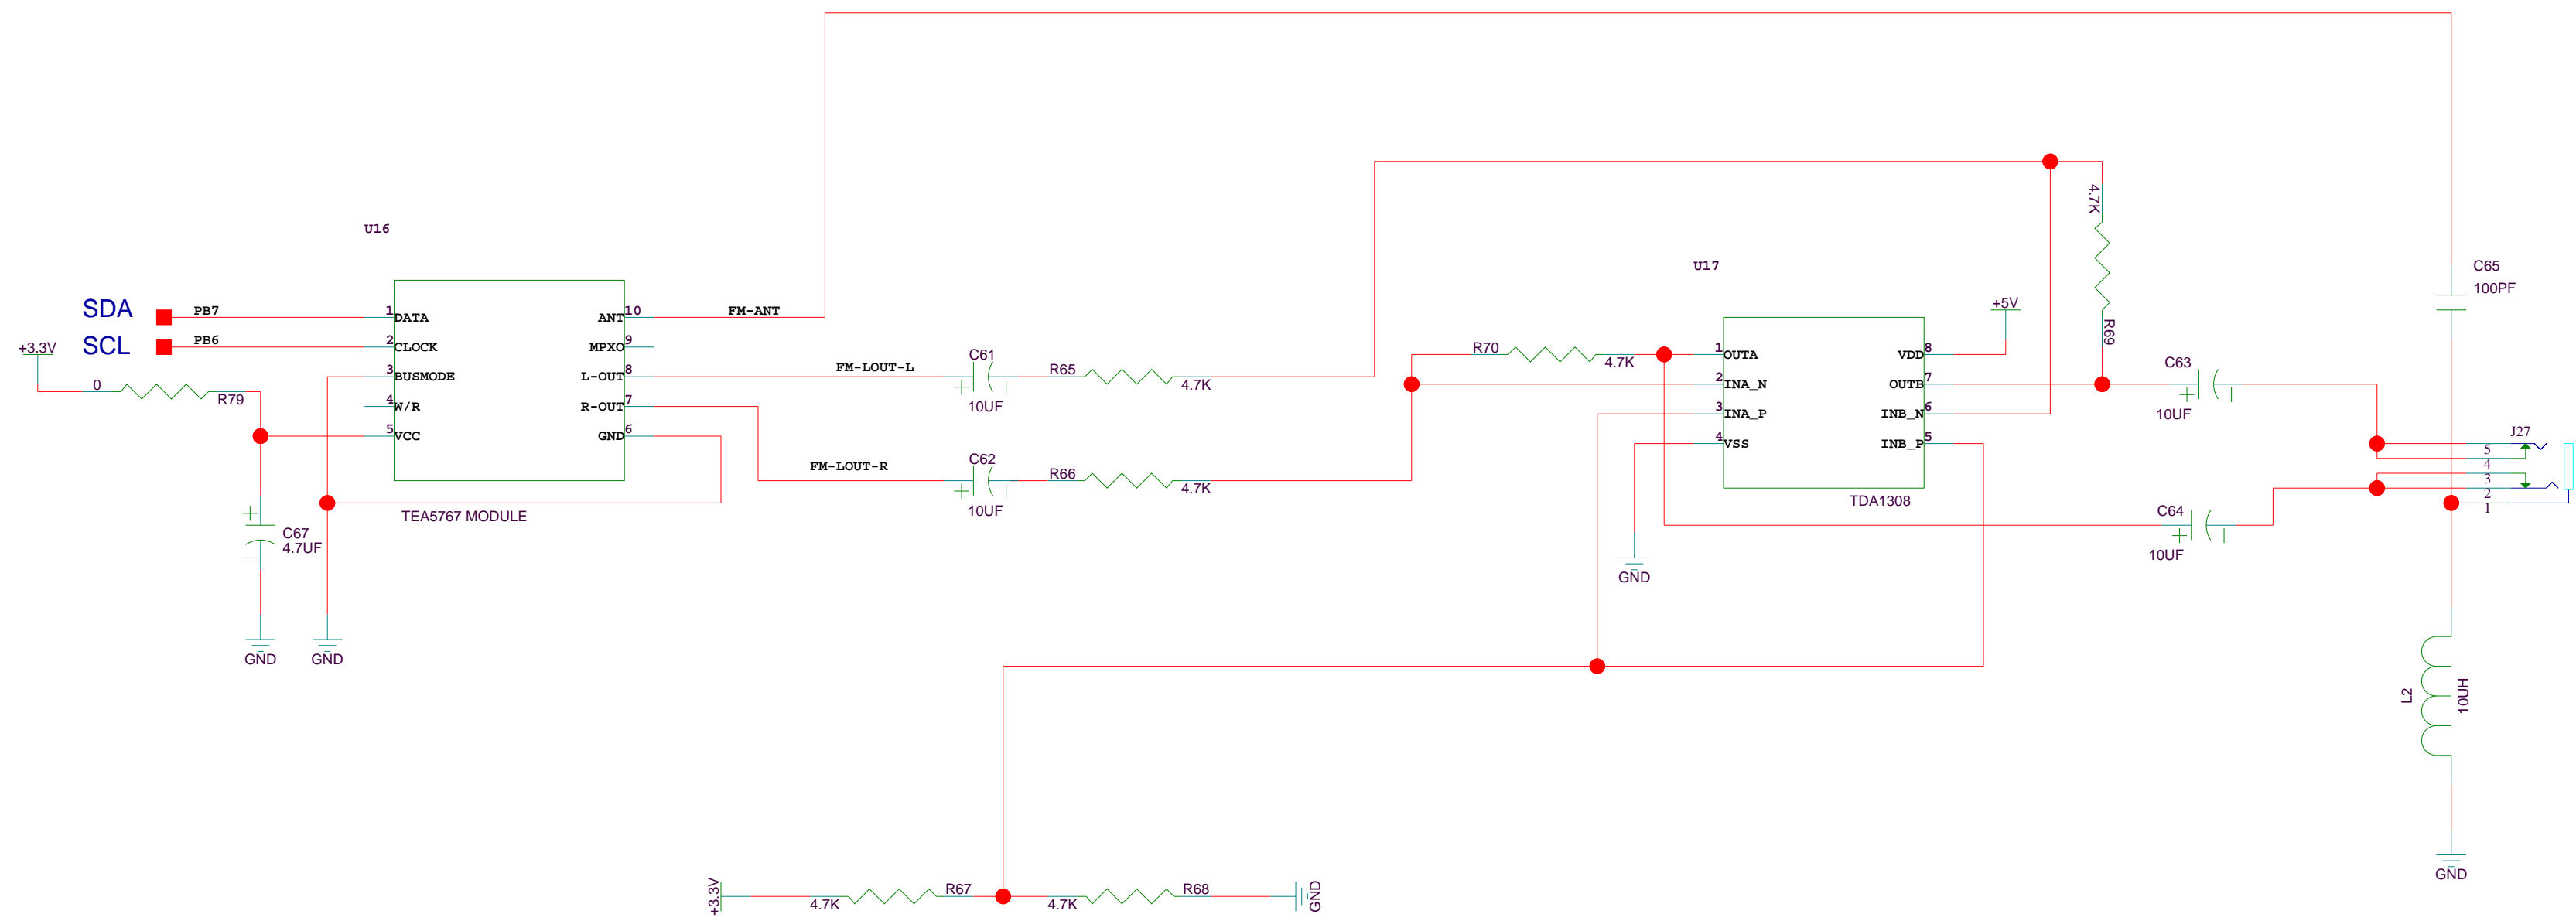 U16
SDA
PB7
SCL
PB6
+3.3V
0
R79
1 DATA
2 CLOCK
3 BUSMODE
4 W/R
5 VCC
ANT 10
MPXO 9
L-OUT 8
R-OUT 7
GND 6
TEA5767 MODULE
C67
4.7UF
GND
GND
FM-ANT
FM-LOUT-L
C61
10UF
R65
4.7K
FM-LOUT-R
C62
10UF
R66
4.7K
U17
R70
4.7K
1 OUTA
2 INA_N
3 INA_P
4 VSS
VDD 8
OUTB 7
INB_N 6
INB_P 5
TDA1308
+5V
GND
4.7K
R69
C63
10UF
C64
10UF
C65
100PF
J27
5
4
3
2
1
L2
10UH
GND
+3.3V
4.7K
R67
4.7K
R68
GND